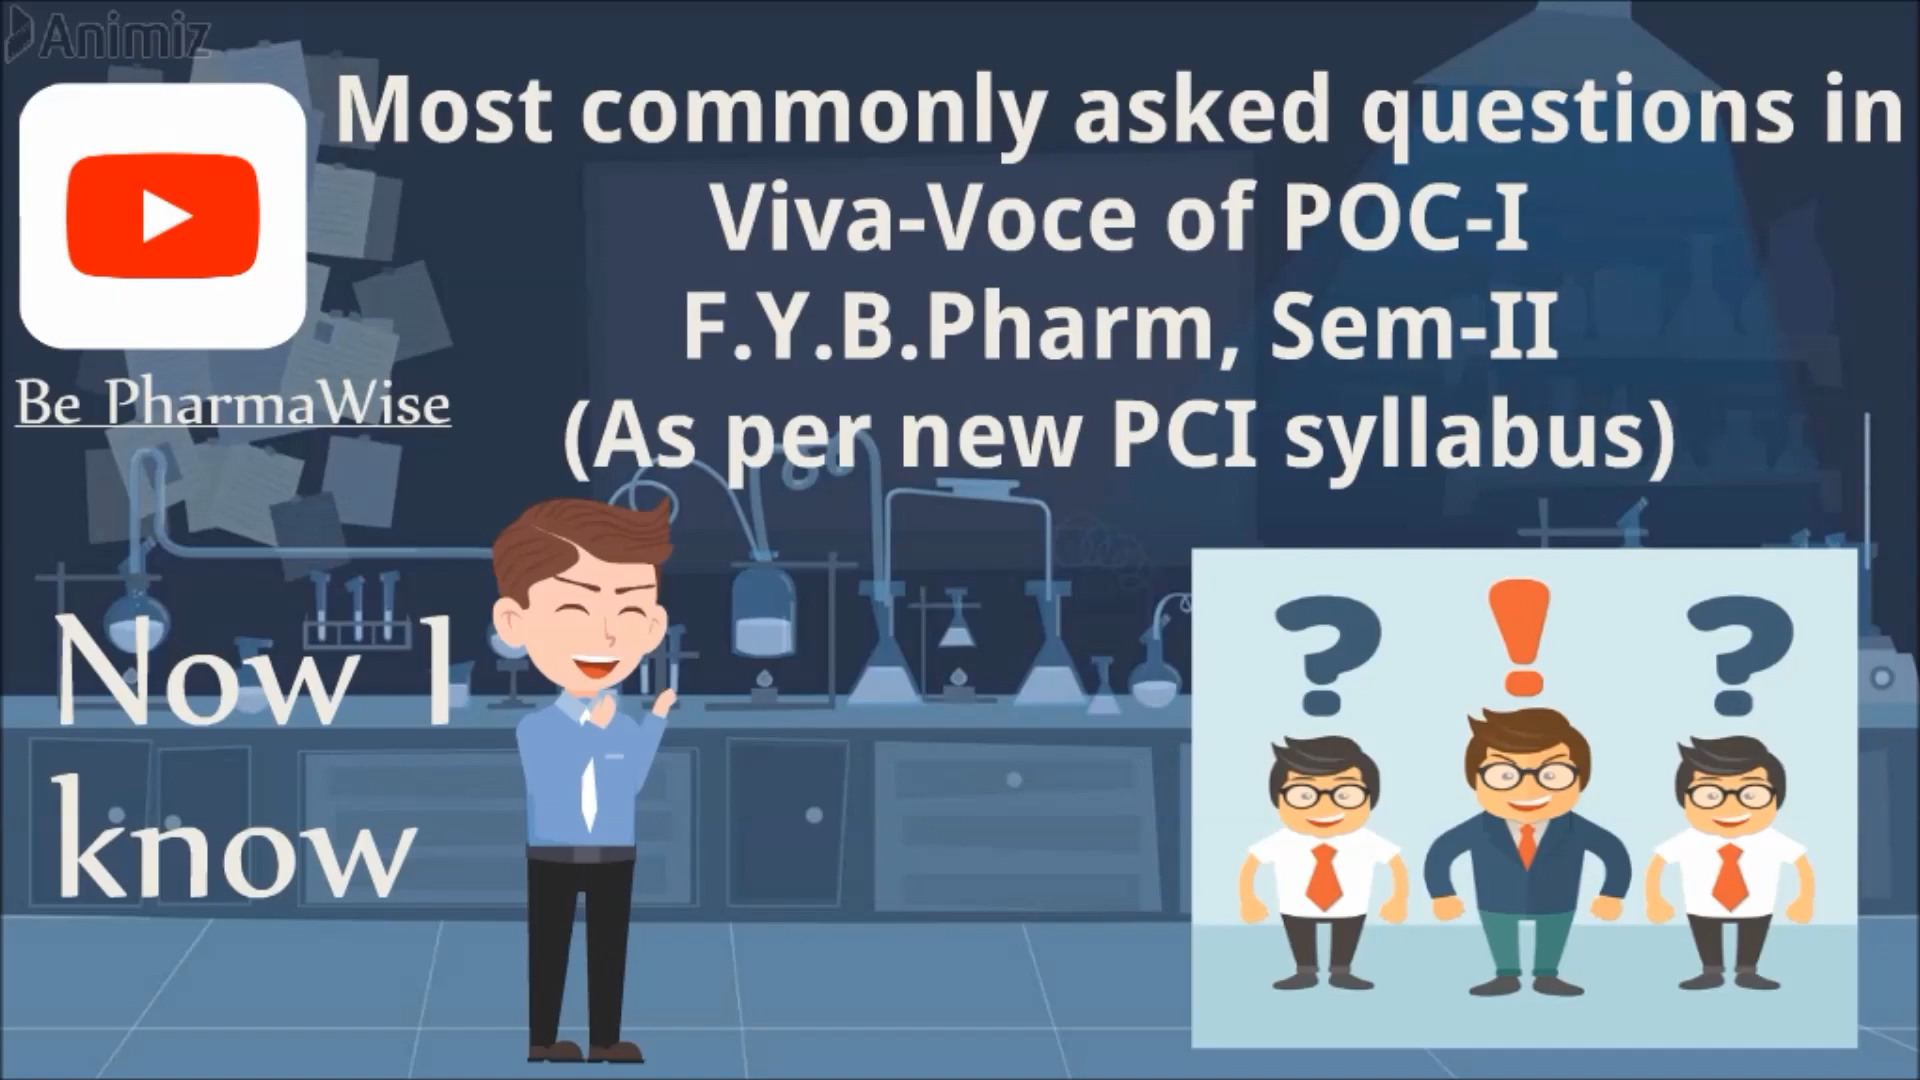 Animiz
Most commonly asked questions in
Viva-Voce of POC-I
F.Y.B.Pharm, Sem-II
(As per new PCI syllabus)
Be PharmaWise
Now I
know
? ! ?